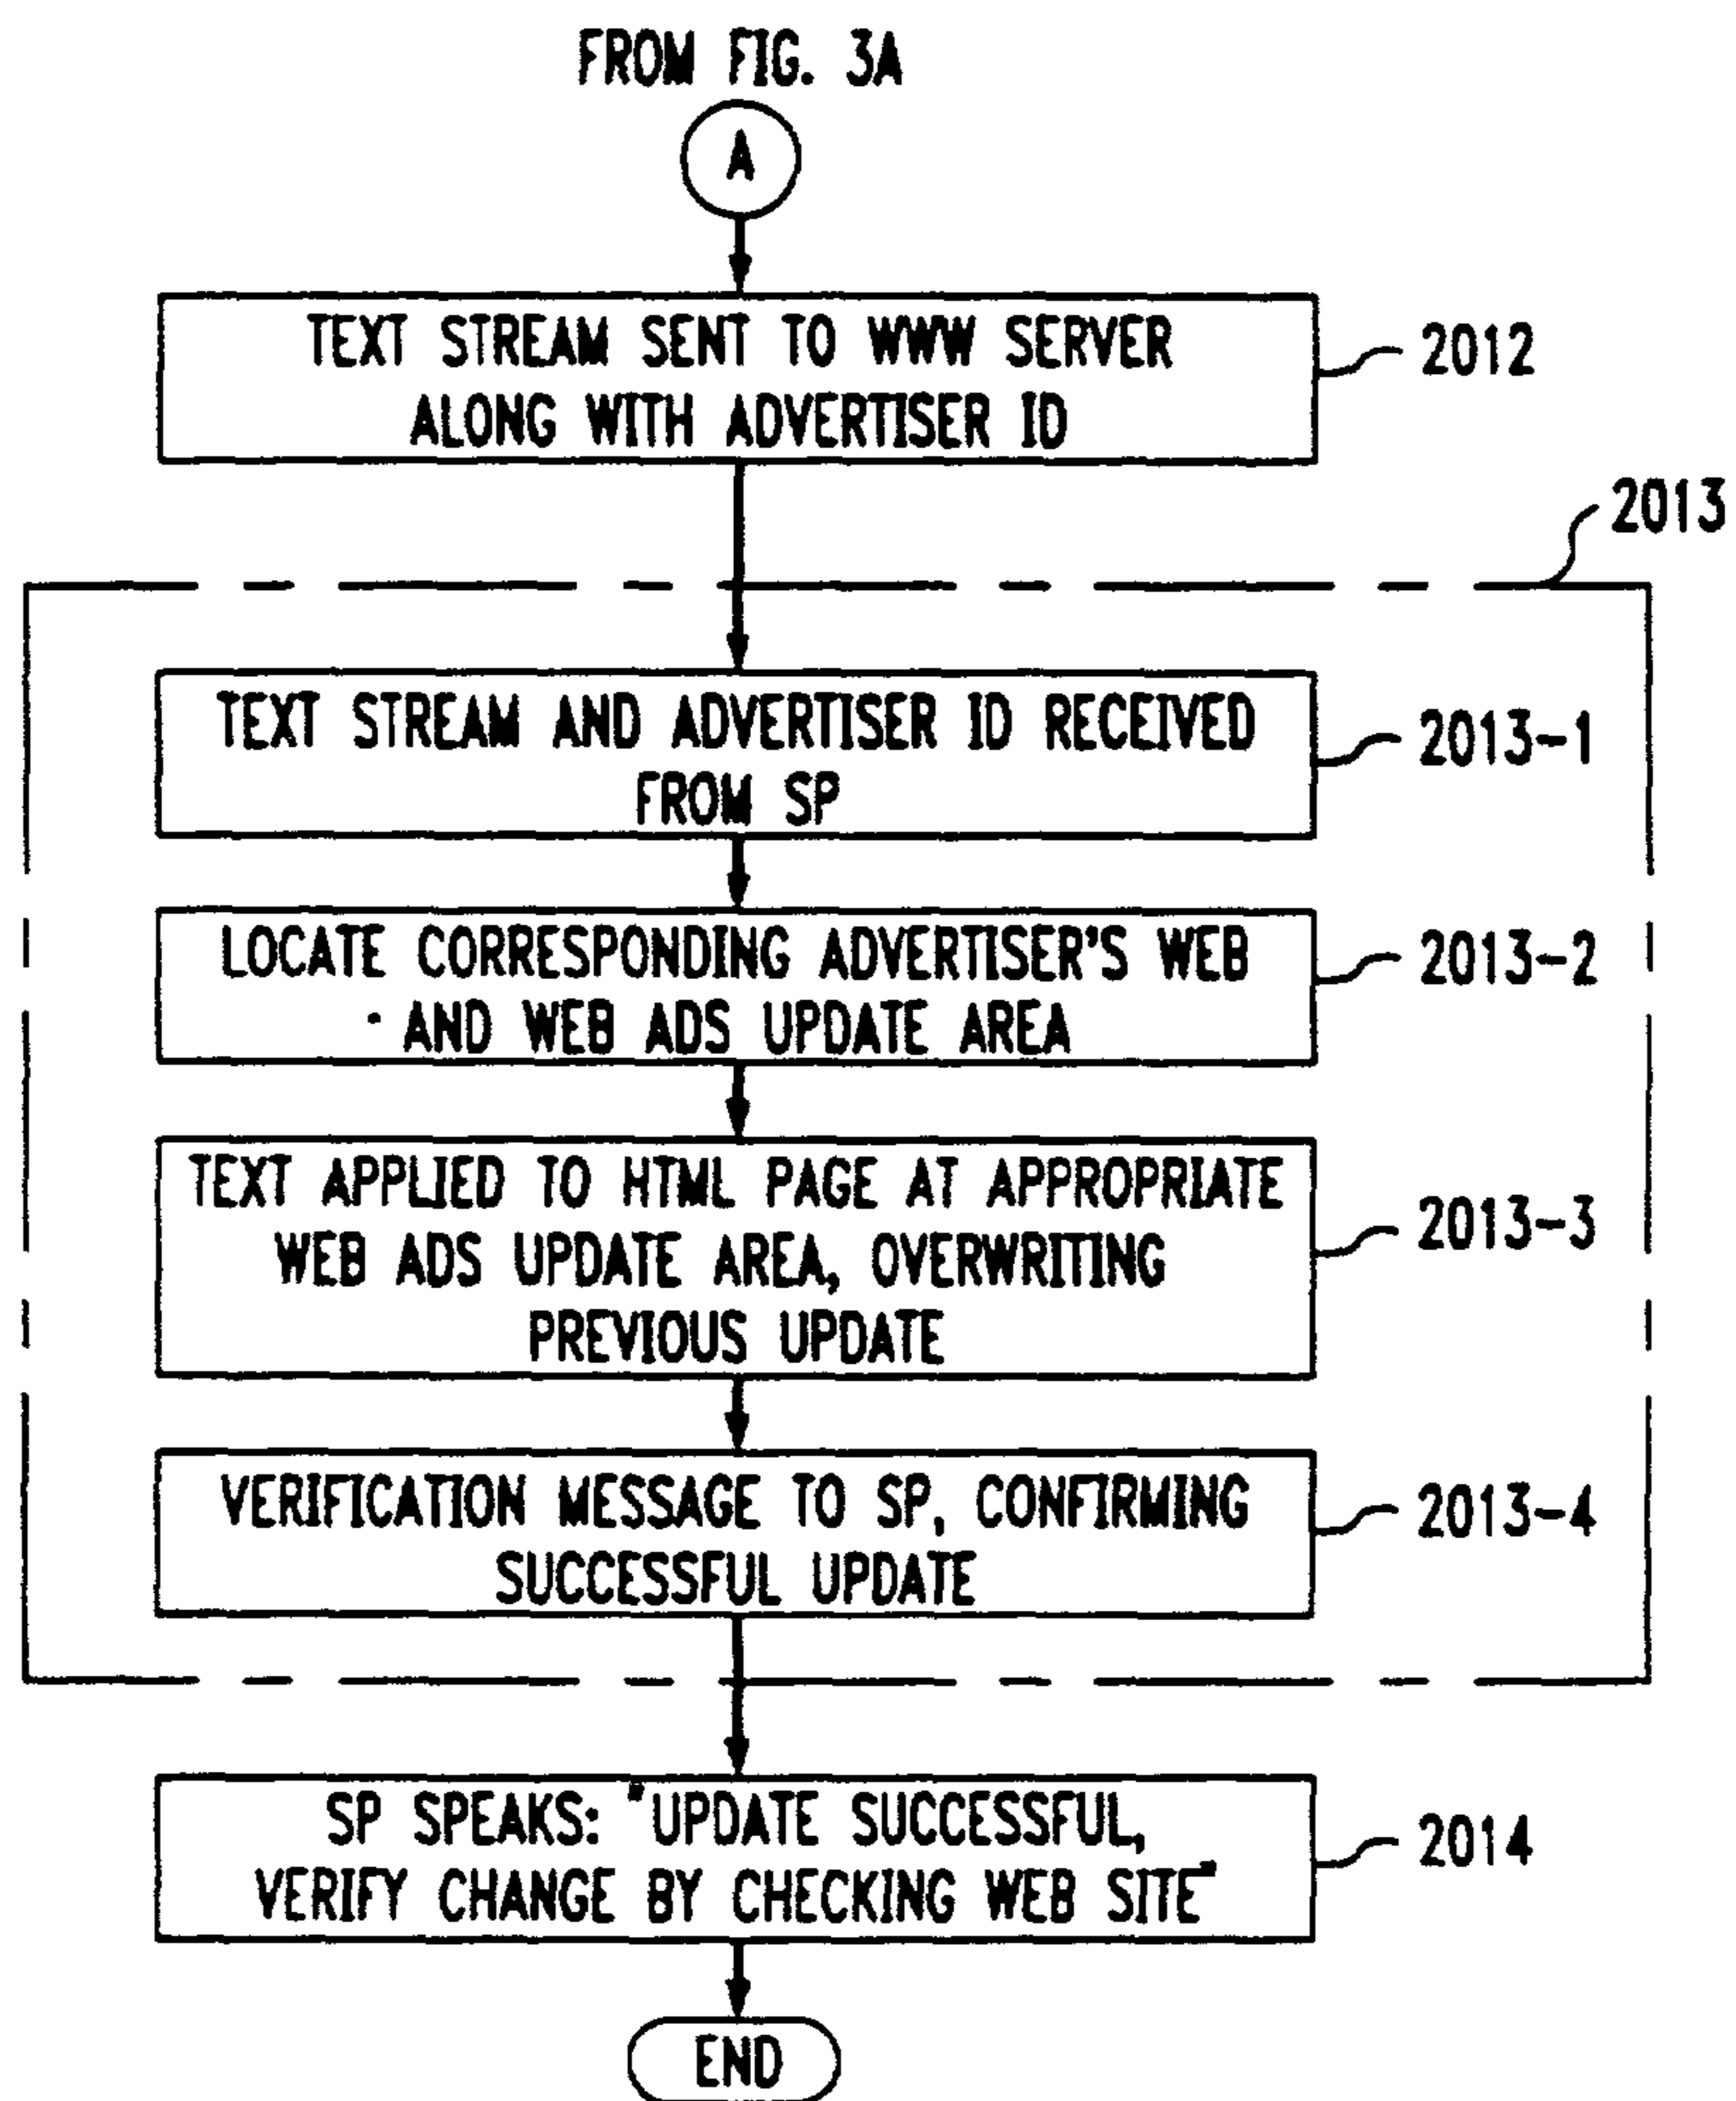 FROM FIG. 3A
A
TEXT STREAM SENT TO WWW SERVER
ALONG WITH ADVERTISER ID
2012
2013
TEXT STREAM AND ADVERTISER ID RECEIVED
FROM SP
2013-1
LOCATE CORRESPONDING ADVERTISER'S WEB
AND WEB ADS UPDATE AREA
2013-2
TEXT APPLIED TO HTML PAGE AT APPROPRIATE
WEB ADS UPDATE AREA, OVERWRITING
PREVIOUS UPDATE
2013-3
VERIFICATION MESSAGE TO SP, CONFIRMING
SUCCESSFUL UPDATE
2013-4
SP SPEAKS: "UPDATE SUCCESSFUL,
VERIFY CHANGE BY CHECKING WEB SITE"
2014
END